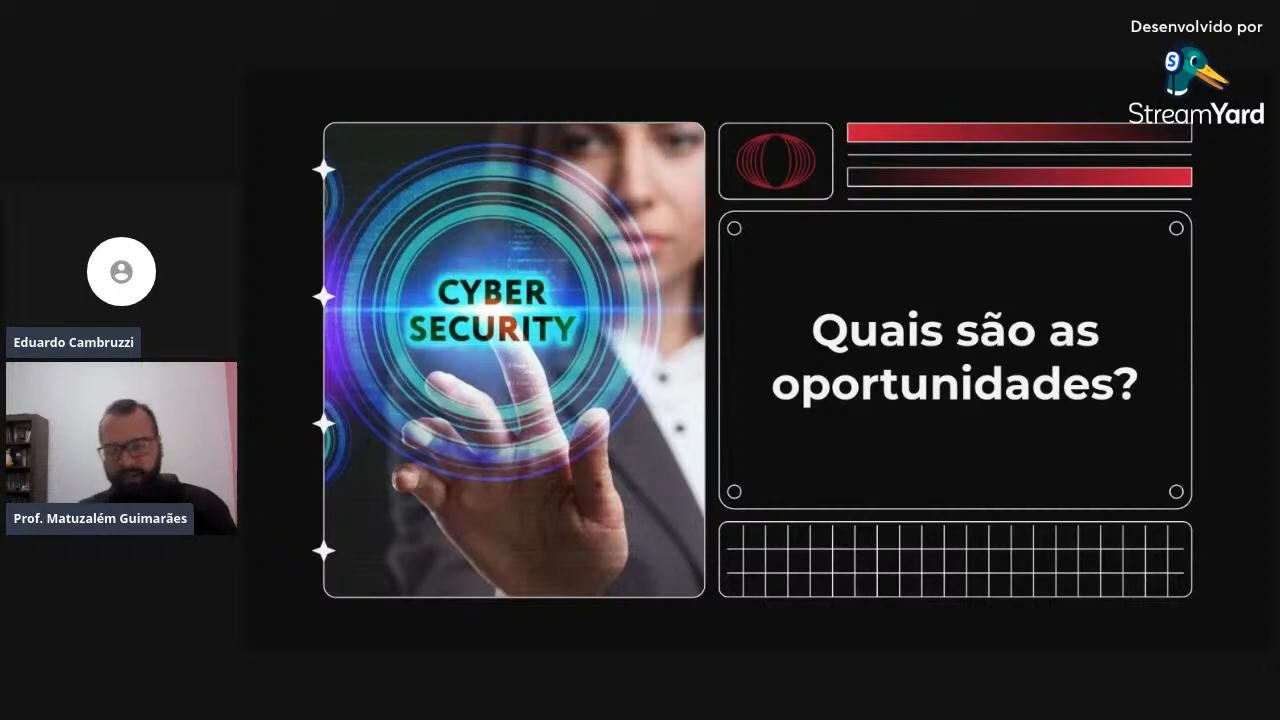 Desenvolvido por
StreamYard
CYBER
SECURITY
Quais são as
oportunidades?
Eduardo Cambruzzi
Prof. Matuzalém Guimarães